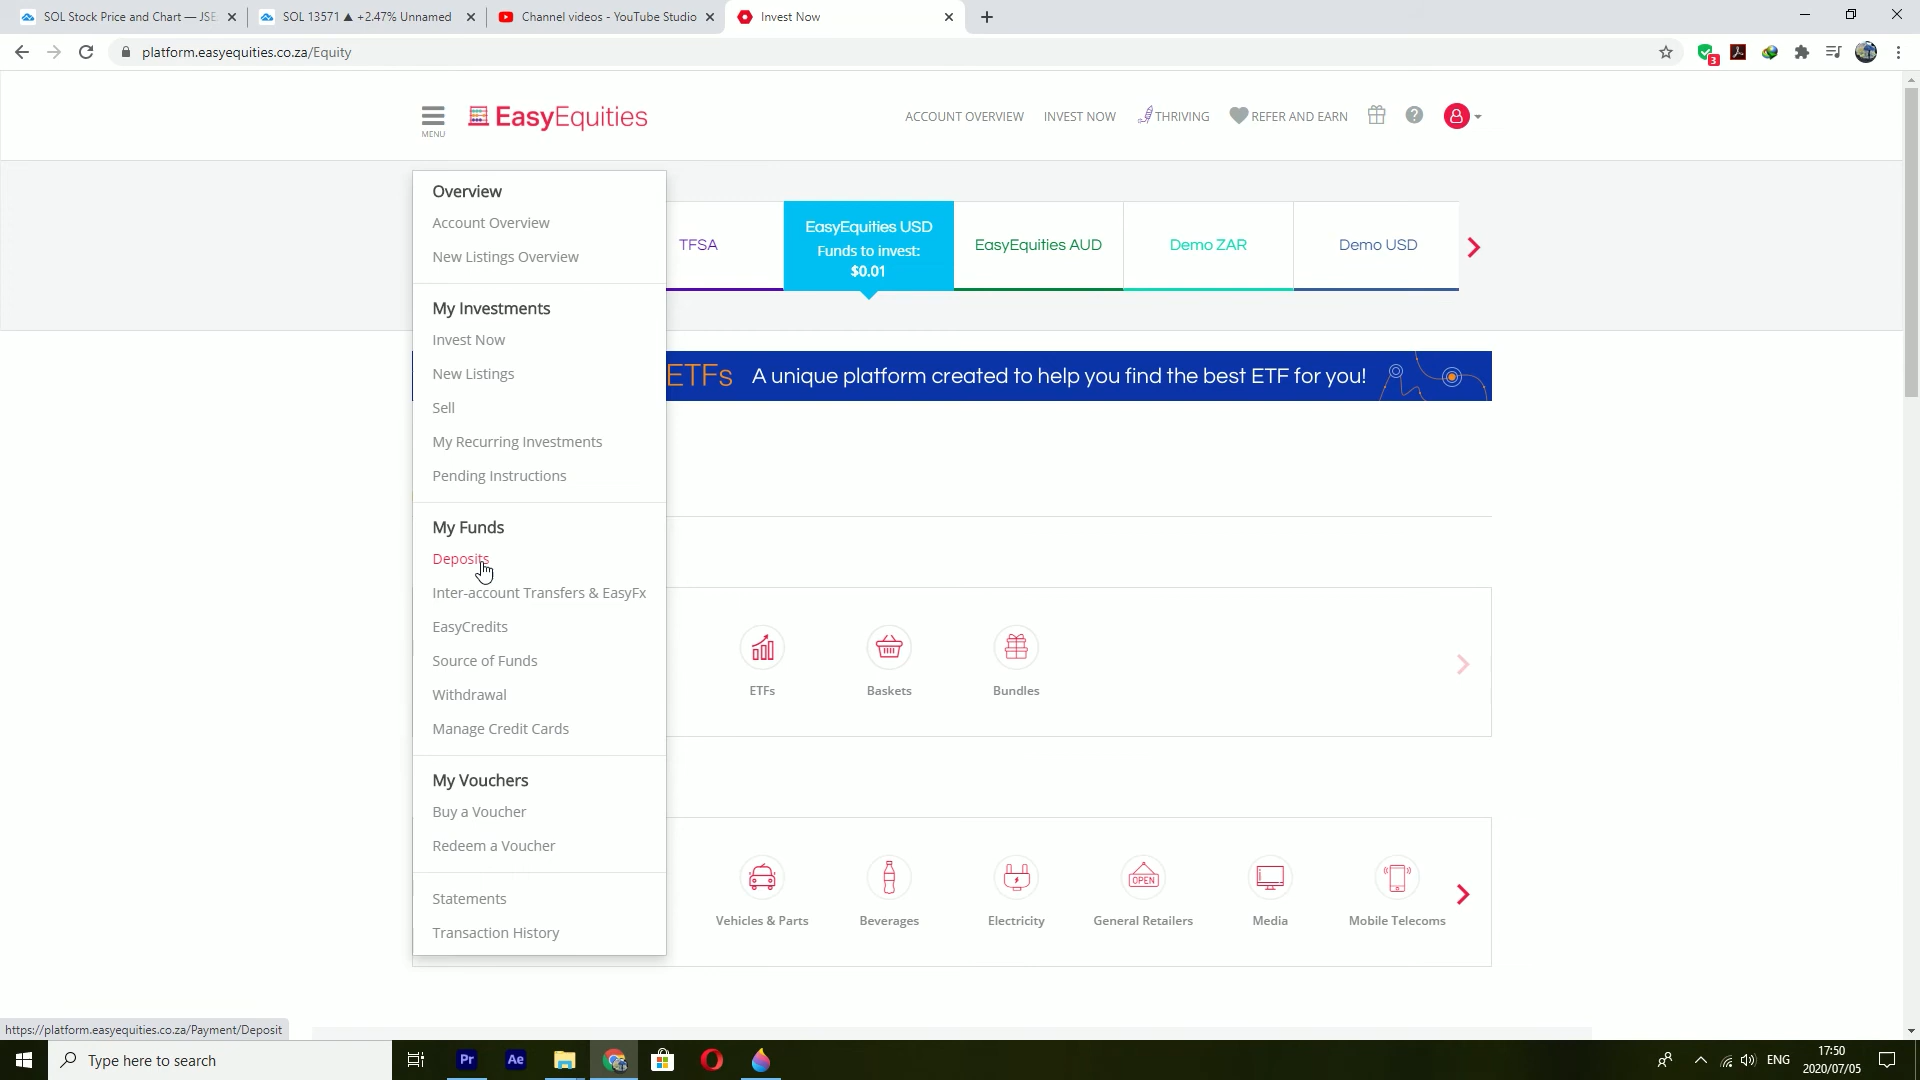 SOL Stock Price and Chart — JSE
SOL 13571 ▲ +2.47% Unnamed
Channel videos - YouTube Studio
Invest Now
platform.easyequities.co.za/Equity
3
MENU
EasyEquities
ACCOUNT OVERVIEW
INVEST NOW
THRIVING
REFER AND EARN
Overview
Account Overview
New Listings Overview
My Investments
Invest Now
New Listings
Sell
My Recurring Investments
Pending Instructions
My Funds
Deposits
Inter-account Transfers & EasyFx
EasyCredits
Source of Funds
Withdrawal
Manage Credit Cards
My Vouchers
Buy a Voucher
Redeem a Voucher
Statements
Transaction History
TFSA
EasyEquities USD
Funds to invest:
$0.01
EasyEquities AUD
Demo ZAR
Demo USD
ETFs A unique platform created to help you find the best ETF for you!
ETFs
Baskets
Bundles
Vehicles & Parts
Beverages
Electricity
OPEN
General Retailers
Media
Mobile Telecoms
https://platform.easyequities.co.za/Payment/Deposit
Type here to search
Pr
Ae
ENG
17:50
2020/07/05